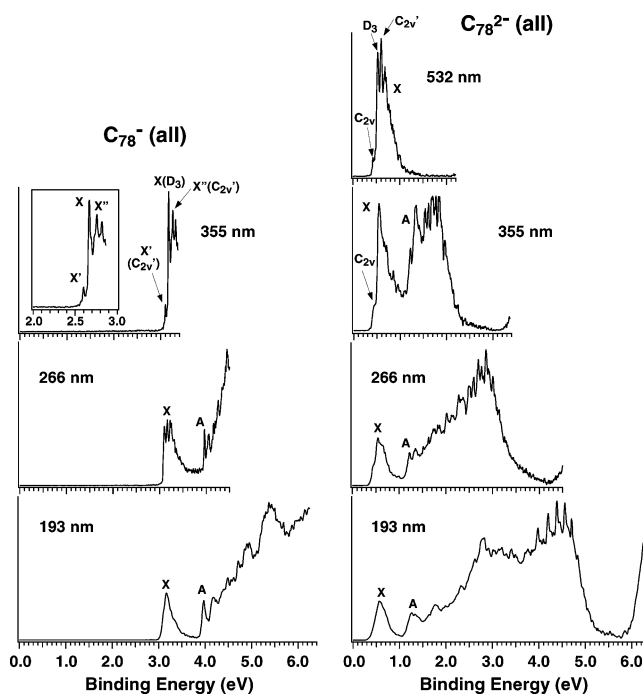 C78- (all)
X(D3)
X''(C2v')
355 nm
X'
(C2v')
X
X''
X'
2.0 2.5 3.0
266 nm
X
A
193 nm
X
A
0.0 1.0 2.0 3.0 4.0 5.0 6.0
Binding Energy (eV)
C782- (all)
D3
C2v'
532 nm
X
C2v
X
A
355 nm
C2v
266 nm
X
A
193 nm
X
A
0.0 1.0 2.0 3.0 4.0 5.0 6.0
Binding Energy (eV)